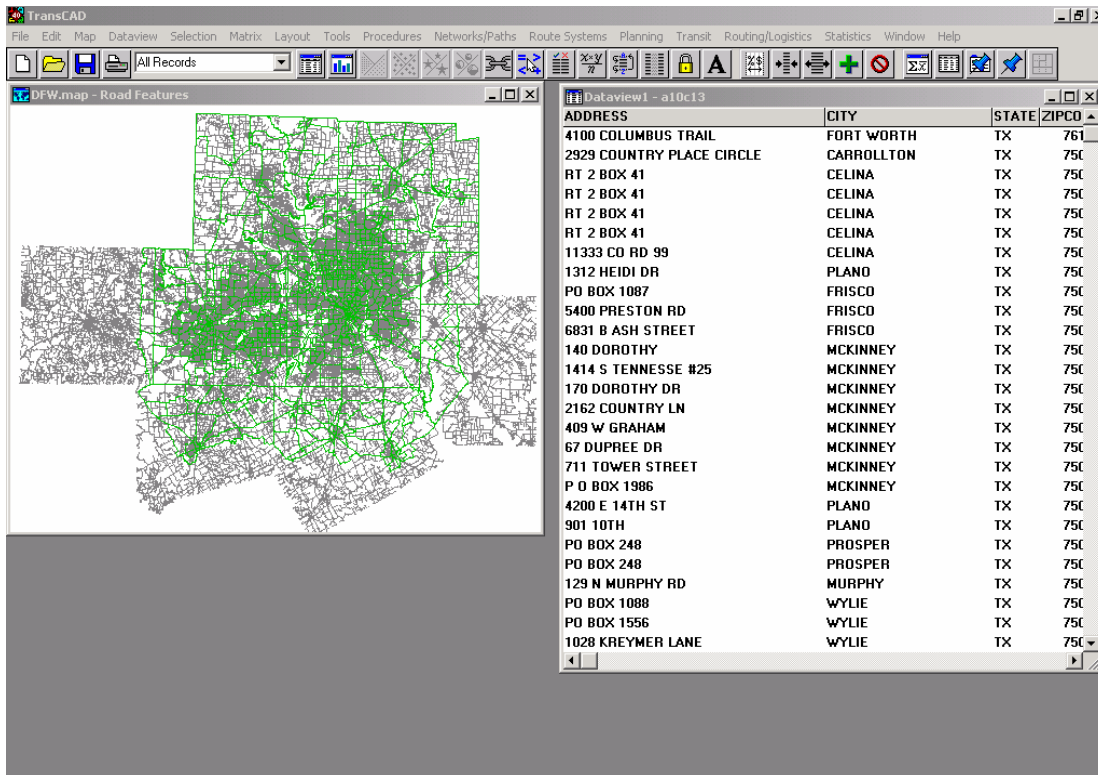 TransCAD
File Edit Map Dataview Selection Matrix Layout Tools Procedures Networks/Paths Route Systems Planning Transit Routing/Logistics Statistics Window Help
All Records
DFW.map - Road Features
Dataview1 - a10c13
ADDRESS CITY STATE ZIPCO
4100 COLUMBUS TRAIL FORT WORTH TX 761
2929 COUNTRY PLACE CIRCLE CARROLLTON TX 750
RT 2 BOX 41 CELINA TX 750
RT 2 BOX 41 CELINA TX 750
RT 2 BOX 41 CELINA TX 750
RT 2 BOX 41 CELINA TX 750
11333 CO RD 99 CELINA TX 750
1312 HEIDI DR PLANO TX 750
PO BOX 1087 FRISCO TX 750
5400 PRESTON RD FRISCO TX 750
6831 B ASH STREET FRISCO TX 750
140 DOROTHY MCKINNEY TX 750
1414 S TENNESSE #25 MCKINNEY TX 750
170 DOROTHY DR MCKINNEY TX 750
2162 COUNTRY LN MCKINNEY TX 750
409 W GRAHAM MCKINNEY TX 750
67 DUPREE DR MCKINNEY TX 750
711 TOWER STREET MCKINNEY TX 750
P O BOX 1986 MCKINNEY TX 750
4200 E 14TH ST PLANO TX 750
901 10TH PLANO TX 750
PO BOX 248 PROSPER TX 750
PO BOX 248 PROSPER TX 750
129 N MURPHY RD MURPHY TX 750
PO BOX 1088 WYLIE TX 750
PO BOX 1556 WYLIE TX 750
1028 KREYMER LANE WYLIE TX 750